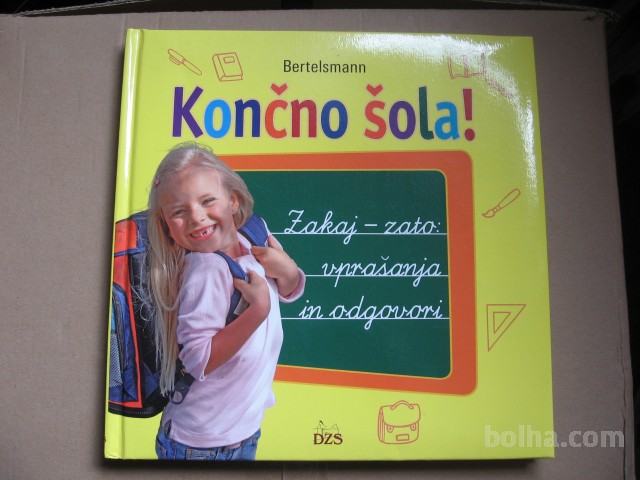 Bertelsmann
Končno šola!
Zakaj – zato:
vprašanja
in odgovori
DZS
bolha.com